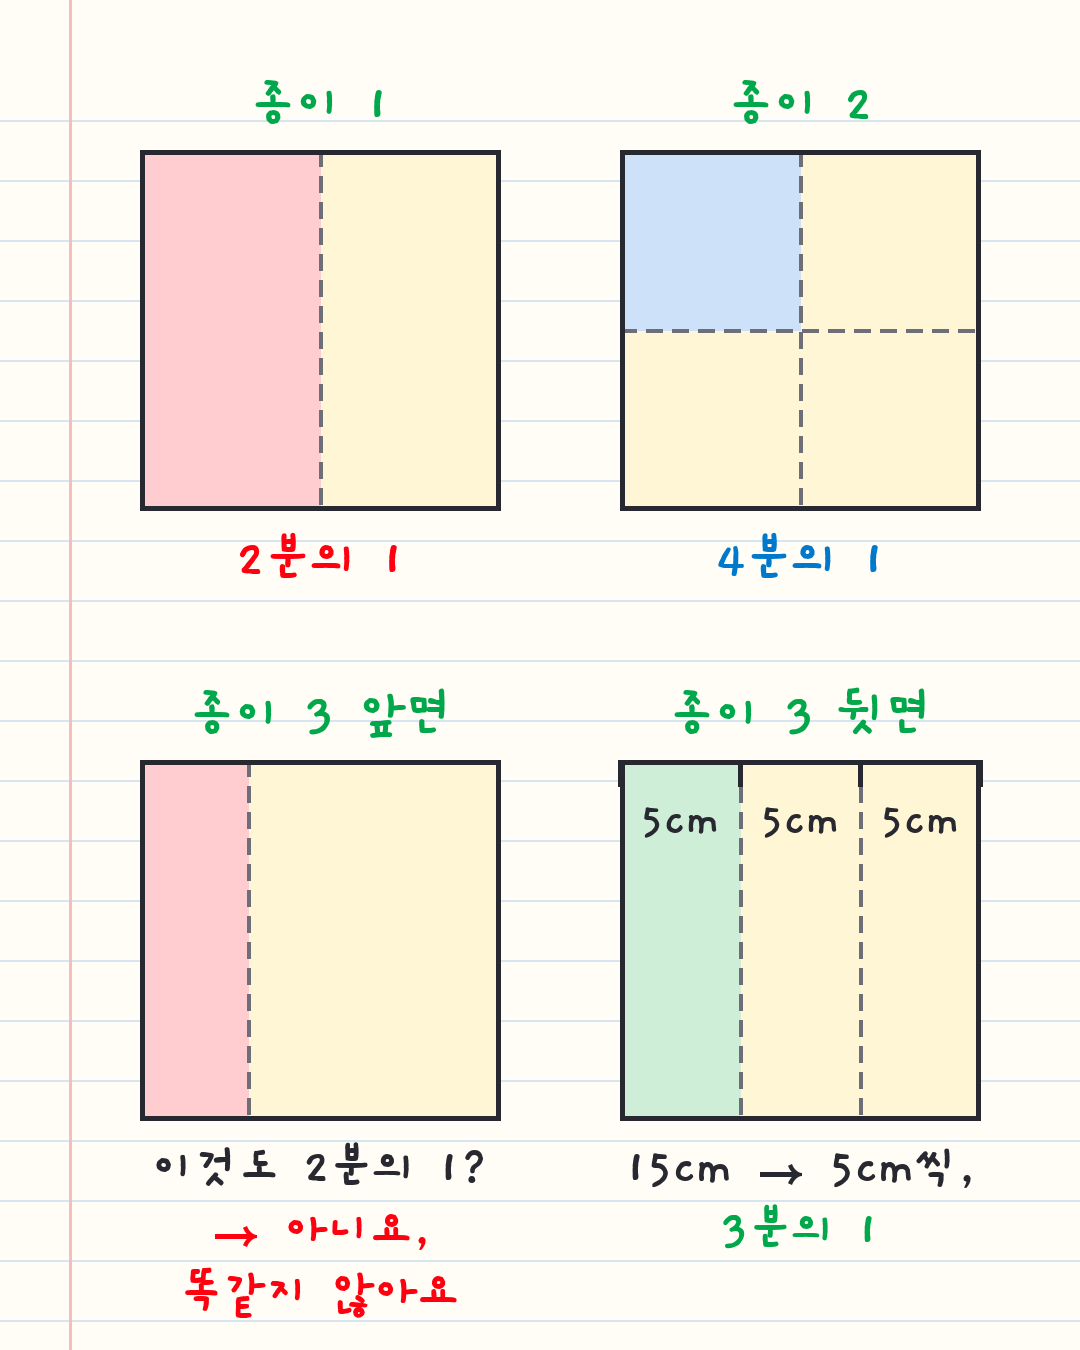 종이 1
종이 2
2분의 1
4분의 1
종이 3 앞면
종이 3 뒷면
5cm 5cm 5cm
이것도 2분의 1?
→ 아니요,
똑같지 않아요
15cm → 5cm씩,
3분의 1